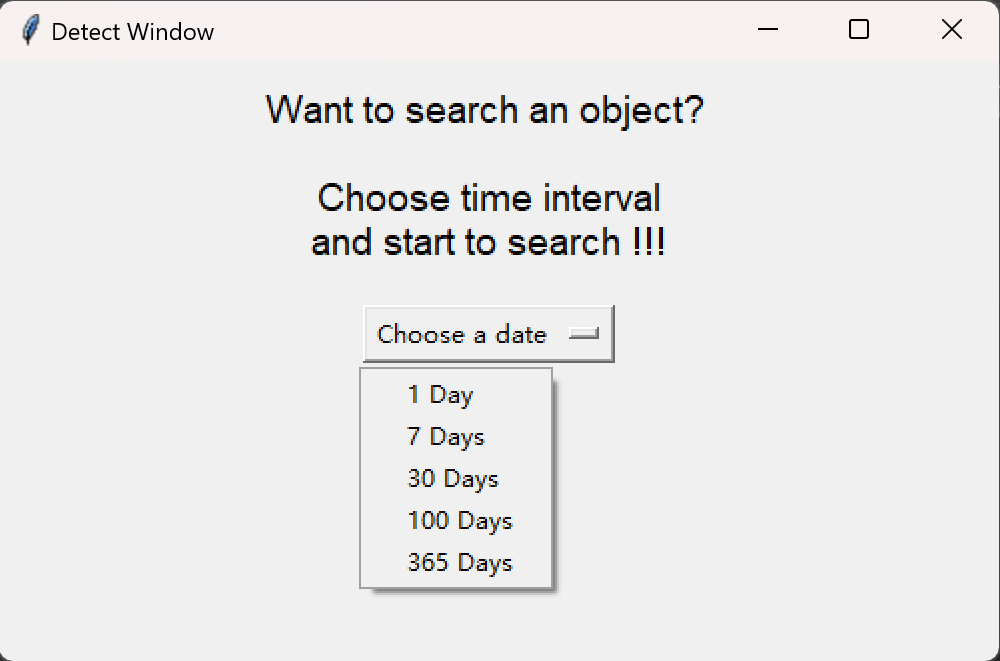 Detect Window
Want to search an object?
Choose time interval
and start to search !!!
Choose a date
1 Day
7 Days
30 Days
100 Days
365 Days